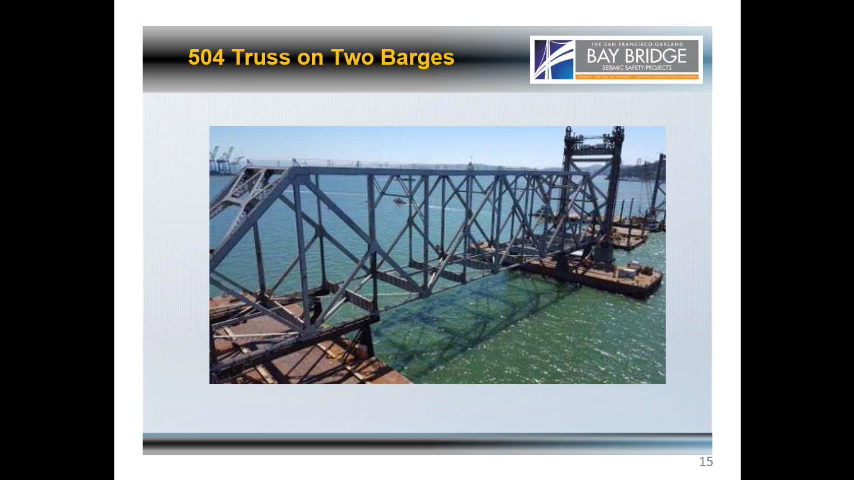 504 Truss on Two Barges
THE SAN FRANCISCO-OAKLAND
BAY BRIDGE
SEISMIC SAFETY PROJECTS
15